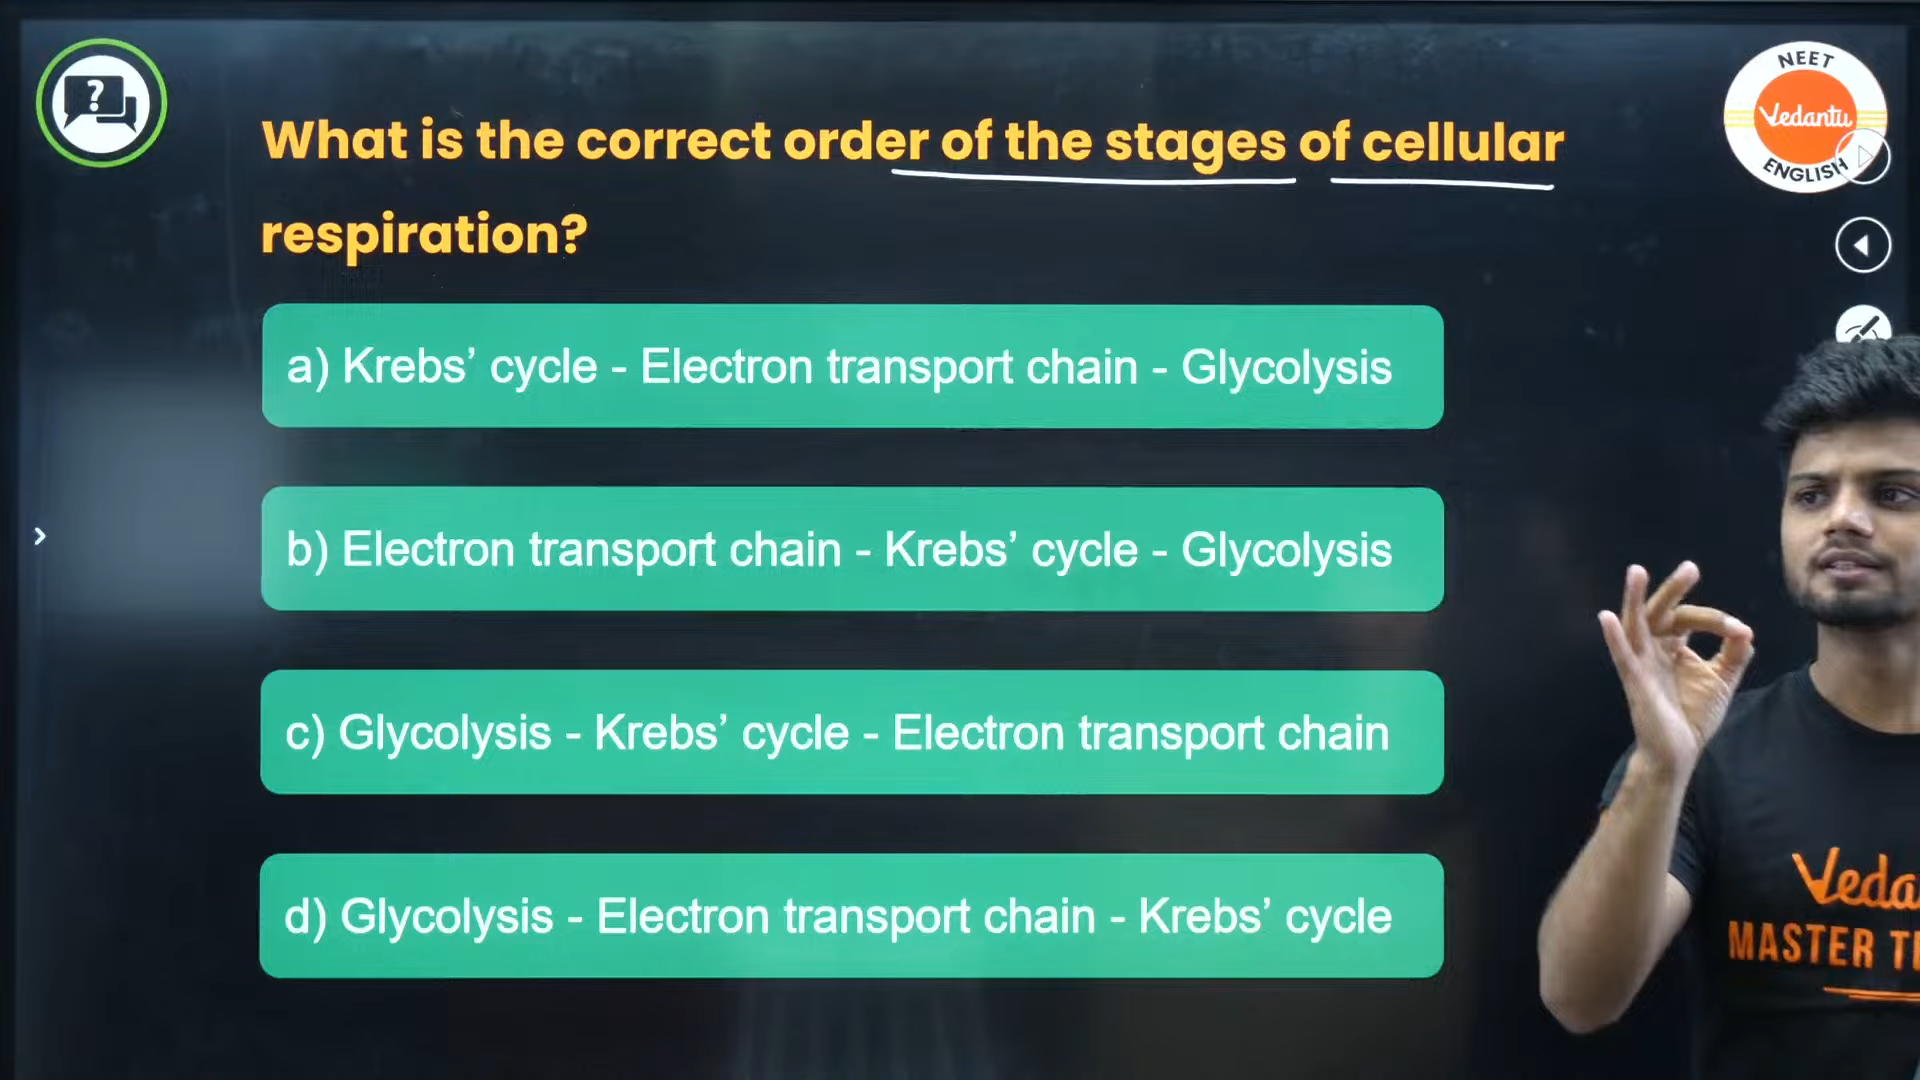 ?
NEET
Vedantu
ENGLISH
What is the correct order of the stages of cellular
respiration?
a) Krebs’ cycle - Electron transport chain - Glycolysis
b) Electron transport chain - Krebs’ cycle - Glycolysis
c) Glycolysis - Krebs’ cycle - Electron transport chain
d) Glycolysis - Electron transport chain - Krebs’ cycle
Veda
MASTER T